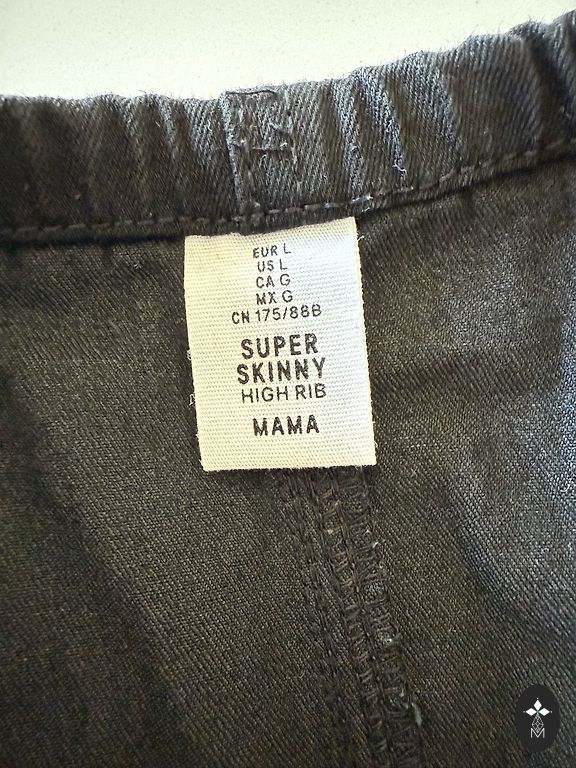 EUR L
US L
CA G
MX G
CN 175/88B
SUPER
SKINNY
HIGH RIB
MAMA
M